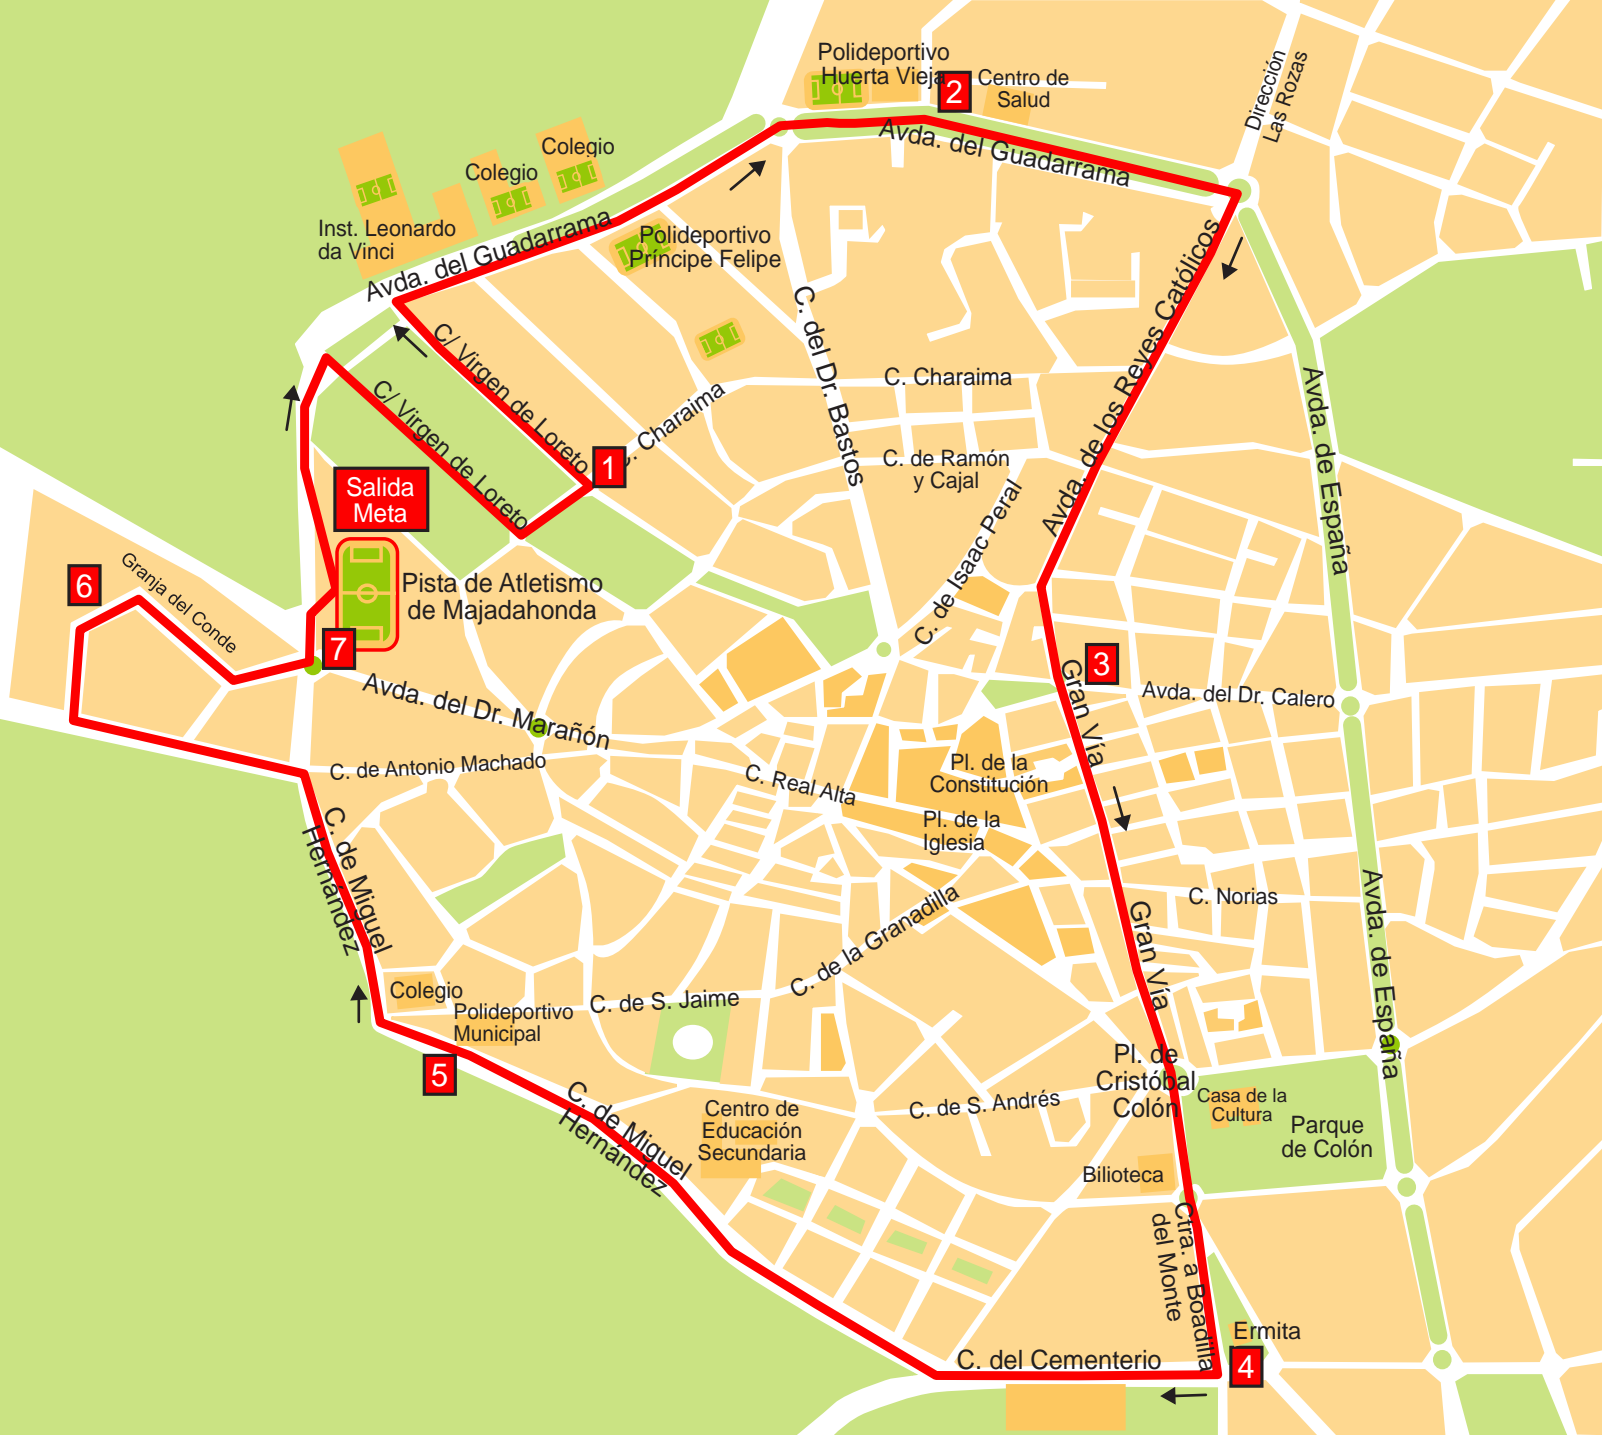 Polideportivo
Huerta Vieja
2
Centro de
Salud
Dirección
Las Rozas
Avda. del Guadarrama
Colegio
Colegio
Inst. Leonardo
da Vinci
Avda. del Guadarrama
Polideportivo
Príncipe Felipe
Avda. de los Reyes Católicos
C. del Dr. Bastos
C/ Virgen de Loreto
C/ Virgen de Loreto
C. Charaima
C. Charaima
1
C. de Ramón
y Cajal
Avda. de España
C. de Isaac Peral
Salida
Meta
Pista de Atletismo
de Majadahonda
6
Granja del Conde
7
3
Gran Vía
Avda. del Dr. Calero
Avda. del Dr. Marañón
C. de Antonio Machado
C. Real Alta
Pl. de la
Constitución
Pl. de la
Iglesia
C. de Miguel
Hernández
C. Norias
Avda. de España
Gran Vía
C. de la Granadilla
Colegio
C. de S. Jaime
Polideportivo
Municipal
5
Pl. de
Cristóbal
Colón
C. de S. Andrés
Casa de la
Cultura
Parque
de Colón
C. de Miguel
Hernández
Centro de
Educación
Secundaria
Bilioteca
Ctra. a Boadilla
del Monte
Ermita
4
C. del Cementerio